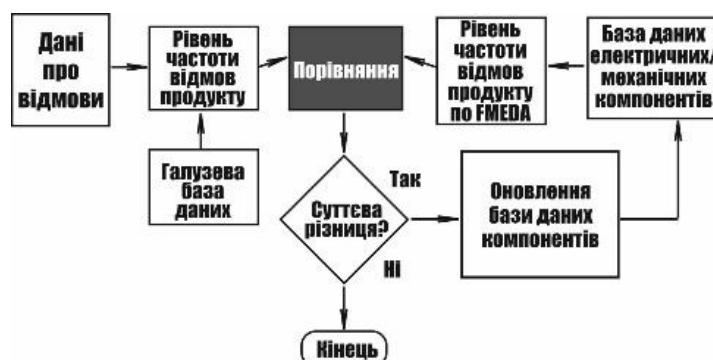 Дані
про
відмови
Рівень
частоти
відмов
продукту
Порівняння
Рівень
частоти
відмов
продукту
по FMEDA
База даних
електричних/
механічних
компонентів
Галузева
база
даних
Суттєва
різниця?
Так
Ні
Оновлення
бази даних
компонентів
Кінець